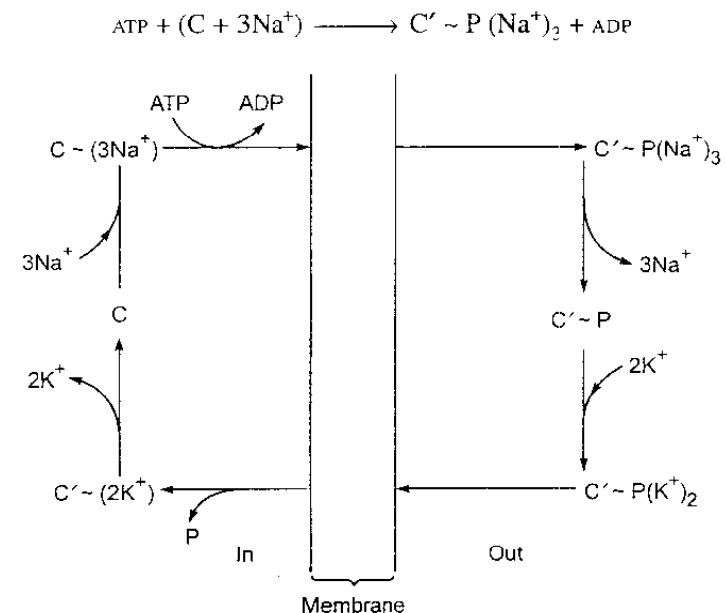 ATP + (C + 3Na⁺) ⟶ C′ ~ P (Na⁺)₃ + ADP
ATP ADP
C ~ (3Na⁺) C′ ~ P(Na⁺)₃
3Na⁺ 3Na⁺
C C′ ~ P
2K⁺ 2K⁺
C′ ~ (2K⁺) C′ ~ P(K⁺)₂
P
In Out
Membrane